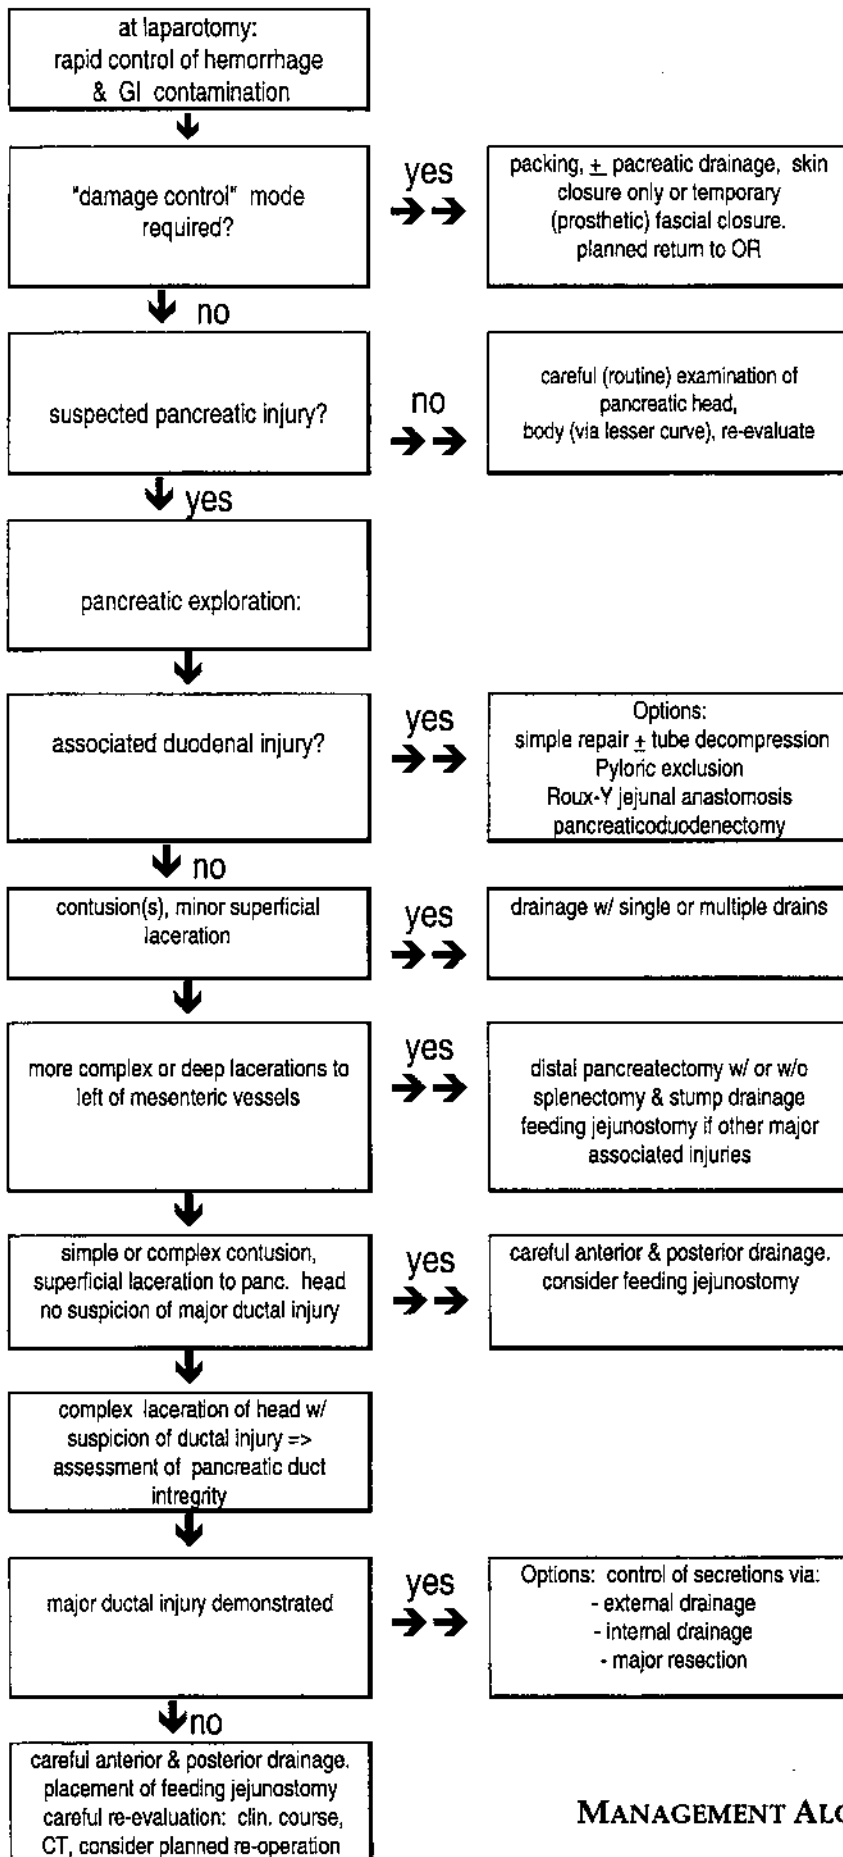 at laparotomy:
rapid control of hemorrhage
& GI contamination
"damage control" mode
required?
yes
packing, ± pacreatic drainage, skin
closure only or temporary
(prosthetic) fascial closure.
planned return to OR
no
suspected pancreatic injury?
no
careful (routine) examination of
pancreatic head,
body (via lesser curve), re-evaluate
yes
pancreatic exploration:
associated duodenal injury?
yes
Options:
simple repair ± tube decompression
Pyloric exclusion
Roux-Y jejunal anastomosis
pancreaticoduodenectomy
no
contusion(s), minor superficial
laceration
yes
drainage w/ single or multiple drains
more complex or deep lacerations to
left of mesenteric vessels
yes
distal pancreatectomy w/ or w/o
splenectomy & stump drainage
feeding jejunostomy if other major
associated injuries
simple or complex contusion,
superficial laceration to panc. head
no suspicion of major ductal injury
yes
careful anterior & posterior drainage.
consider feeding jejunostomy
complex laceration of head w/
suspicion of ductal injury =>
assessment of pancreatic duct
intregrity
major ductal injury demonstrated
yes
Options: control of secretions via:
- external drainage
- internal drainage
- major resection
no
careful anterior & posterior drainage.
placement of feeding jejunostomy
careful re-evaluation: clin. course,
CT, consider planned re-operation
MANAGEMENT